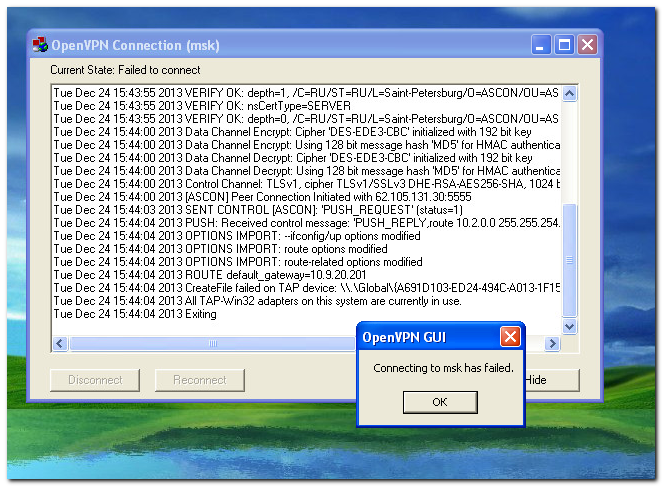 OpenVPN Connection (msk)
Current State: Failed to connect
Tue Dec 24 15:43:55 2013 VERIFY OK: depth=1, /C=RU/ST=RU/L=Saint-Petersburg/O=ASCON/OU=AS
Tue Dec 24 15:43:55 2013 VERIFY OK: nsCertType=SERVER
Tue Dec 24 15:43:55 2013 VERIFY OK: depth=0, /C=RU/ST=RU/L=Saint-Petersburg/O=ASCON/OU=AS
Tue Dec 24 15:44:00 2013 Data Channel Encrypt: Cipher 'DES-EDE3-CBC' initialized with 192 bit key
Tue Dec 24 15:44:00 2013 Data Channel Encrypt: Using 128 bit message hash 'MD5' for HMAC authentica
Tue Dec 24 15:44:00 2013 Data Channel Decrypt: Cipher 'DES-EDE3-CBC' initialized with 192 bit key
Tue Dec 24 15:44:00 2013 Data Channel Decrypt: Using 128 bit message hash 'MD5' for HMAC authentica
Tue Dec 24 15:44:00 2013 Control Channel: TLSv1, cipher TLSv1/SSLv3 DHE-RSA-AES256-SHA, 1024 b
Tue Dec 24 15:44:00 2013 [ASCON] Peer Connection Initiated with 62.105.131.30:5555
Tue Dec 24 15:44:03 2013 SENT CONTROL [ASCON]: 'PUSH_REQUEST' (status=1)
Tue Dec 24 15:44:04 2013 PUSH: Received control message: 'PUSH_REPLY,route 10.2.0.0 255.255.254.
Tue Dec 24 15:44:04 2013 OPTIONS IMPORT: --ifconfig/up options modified
Tue Dec 24 15:44:04 2013 OPTIONS IMPORT: route options modified
Tue Dec 24 15:44:04 2013 OPTIONS IMPORT: route-related options modified
Tue Dec 24 15:44:04 2013 ROUTE default_gateway=10.9.20.201
Tue Dec 24 15:44:04 2013 CreateFile failed on TAP device: \\.\Global\{A691D103-ED24-494C-A013-1F15
Tue Dec 24 15:44:04 2013 All TAP-Win32 adapters on this system are currently in use.
Tue Dec 24 15:44:04 2013 Exiting
OpenVPN GUI
Connecting to msk has failed.
OK
Disconnect
Reconnect
Hide